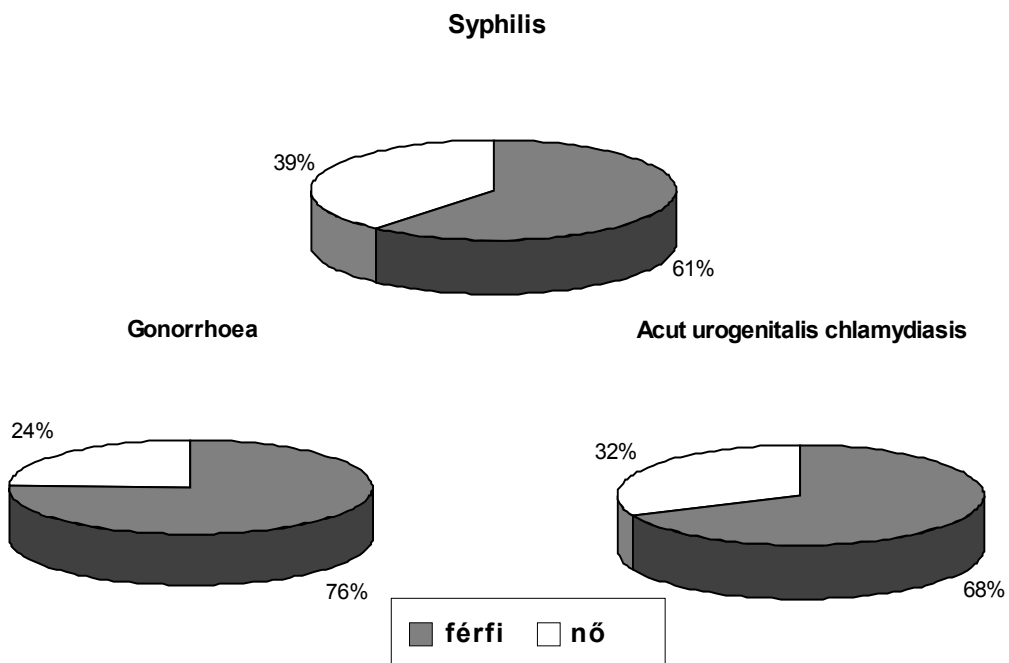 Syphilis
39%
61%
Gonorrhoea
24%
76%
Acut urogenitalis chlamydiasis
32%
68%
férfi nő